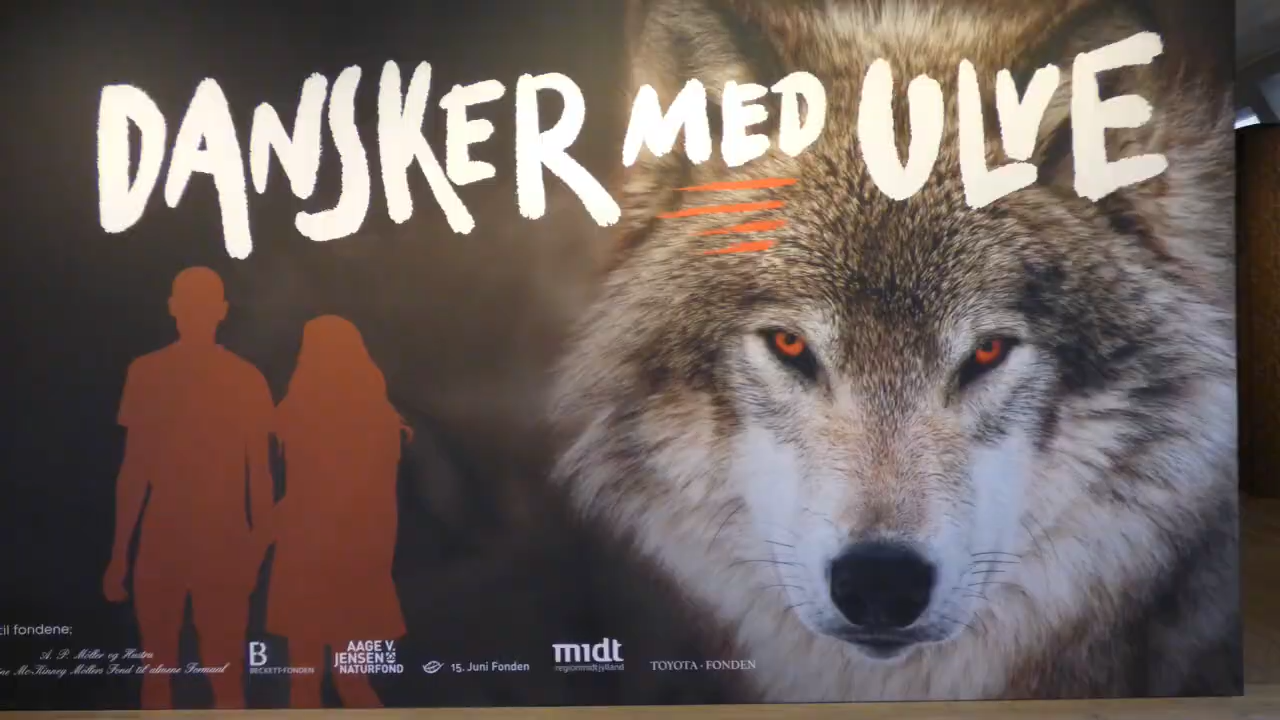 DANSKER MED ULVE
til fondene;
A. P. Møller og Hustru
ne Mc-Kinney Møllers Fond til almene Formaal
B
BECKETT-FONDEN
AAGE V.
JENSEN
NATURFOND
15. Juni Fonden
midt
regionmidtjylland
TOYOTA - FONDEN